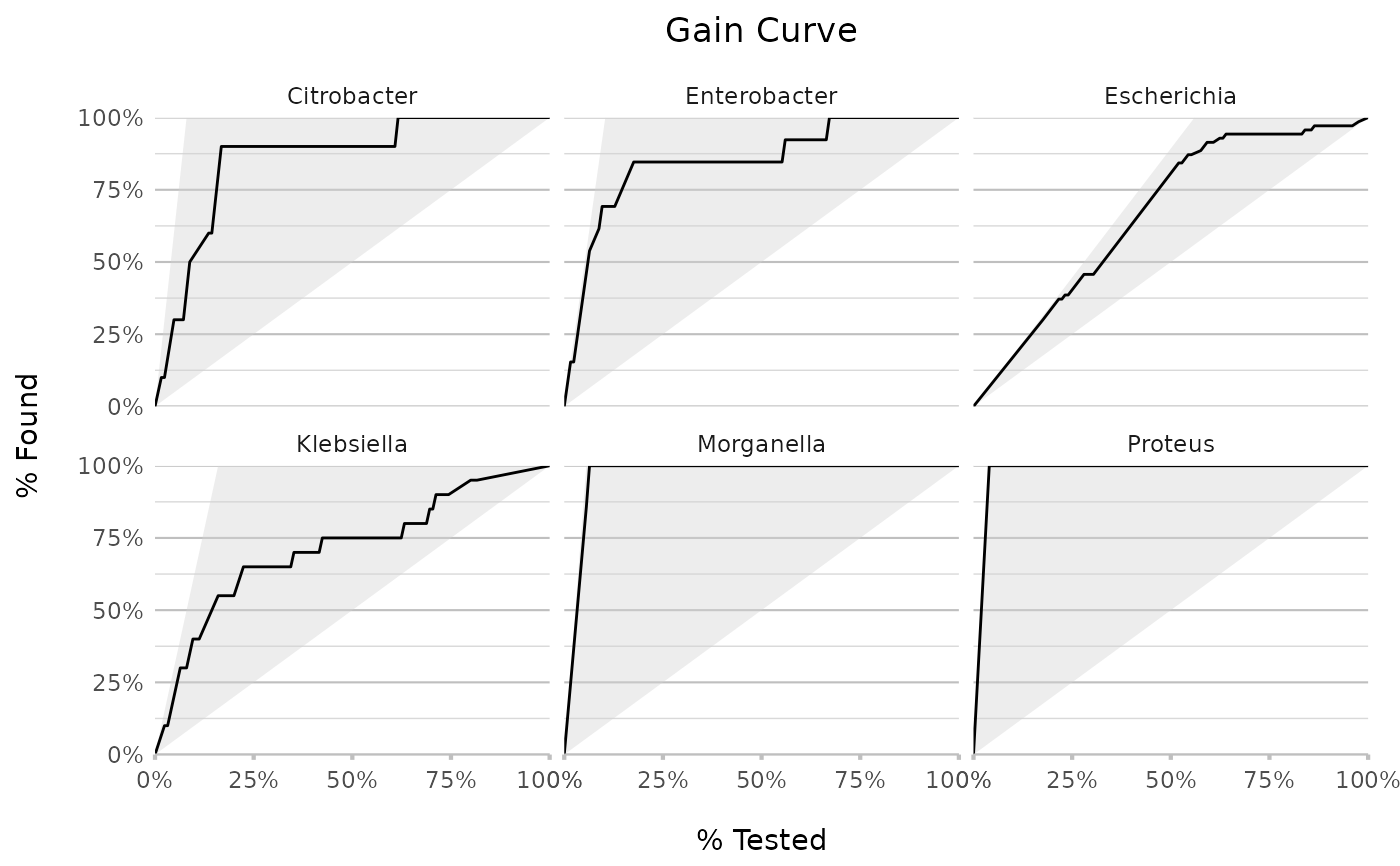 Gain Curve
Citrobacter Enterobacter Escherichia
100%
75%
50%
25%
0%
% Found
Klebsiella Morganella Proteus
100%
75%
50%
25%
0%
0% 25% 50% 75% 100% 0% 25% 50% 75% 100% 0% 25% 50% 75% 100%
% Tested